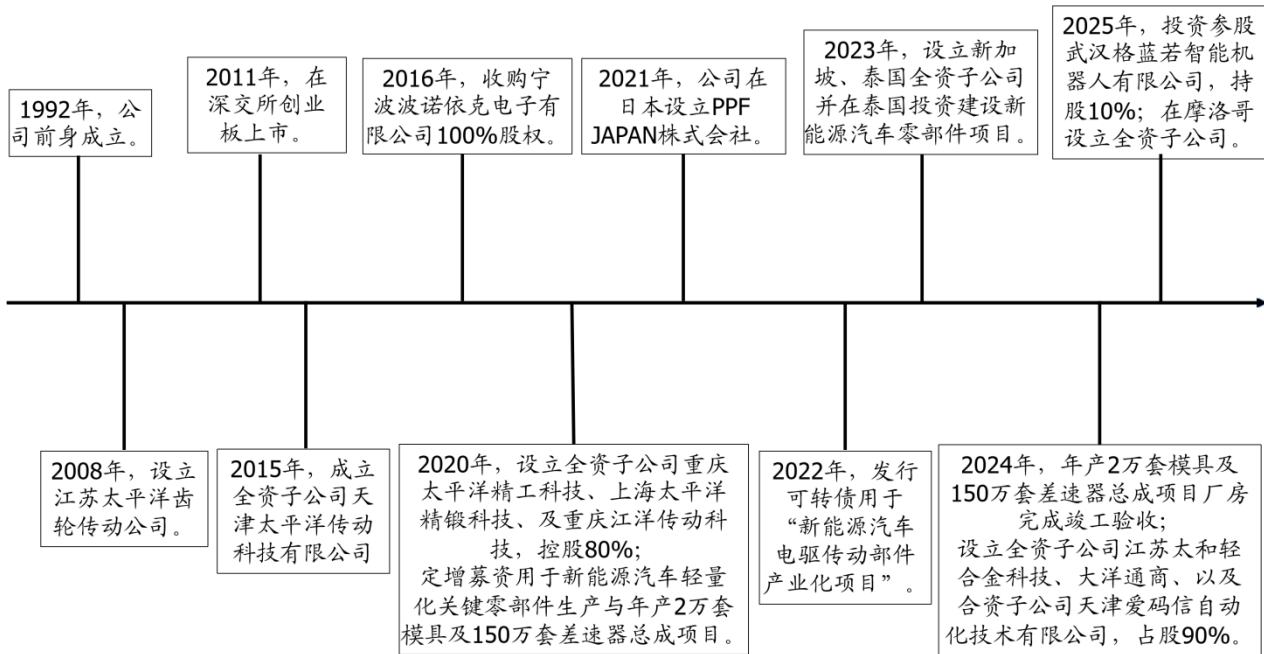 1992年，公
司前身成立。
2008年，设立
江苏太平洋齿
轮传动公司。
2011年，在
深交所创业
板上市。
2015年，成立
全资子公司天
津太平洋传动
科技有限公司
2016年，收购宁
波波诺依克电子有
限公司100%股权。
2020年，设立全资子公司重庆
太平洋精工科技、上海太平洋
精锻科技、及重庆江洋传动科
技，控股80%；
定增募资用于新能源汽车轻量
化关键零部件生产与年产2万套
模具及150万套差速器总成项目。
2021年，公司在
日本设立PPF
JAPAN株式会社。
2022年，发行
可转债用于
“新能源汽车
电驱传动部件
产业化项目”。
2023年，设立新加
坡、泰国全资子公司
并在泰国投资建设新
能源汽车零部件项目。
2024年，年产2万套模具及
150万套差速器总成项目厂房
完成竣工验收；
设立全资子公司江苏太和轻
合金科技、大洋通商、以及
合资子公司天津爱码信自动
化技术有限公司，占股90%。
2025年，投资参股
武汉格蓝若智能机
器人有限公司，持
股10%；在摩洛哥
设立全资子公司。